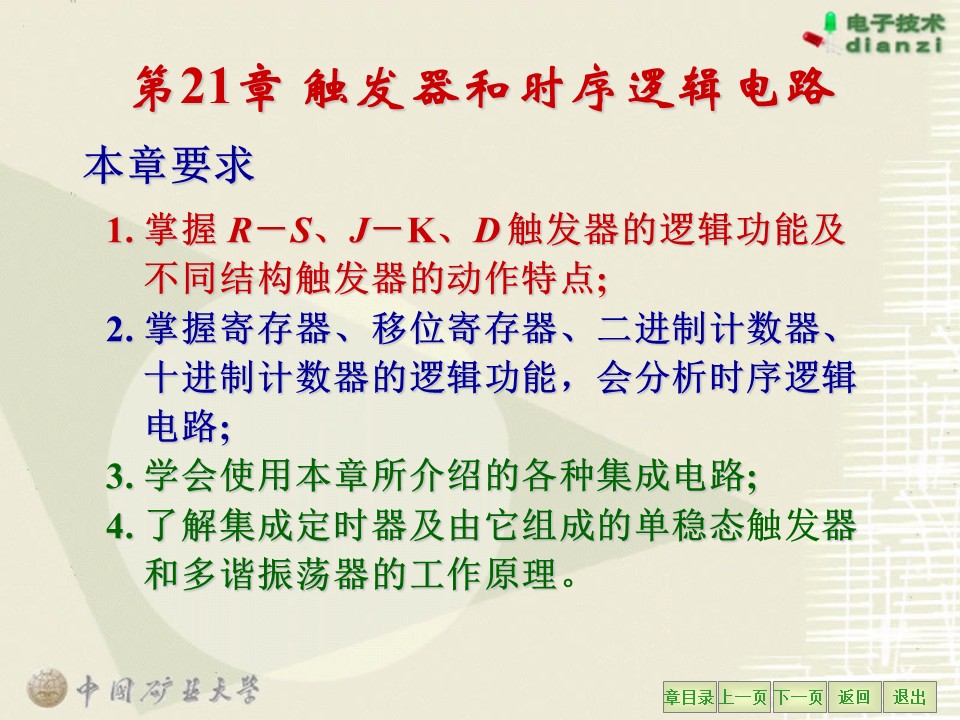 电子技术
dianzi
第21章 触发器和时序逻辑电路
本章要求
1. 掌握 R－S、J－K、D 触发器的逻辑功能及
不同结构触发器的动作特点;
2. 掌握寄存器、移位寄存器、二进制计数器、
十进制计数器的逻辑功能，会分析时序逻辑
电路;
3. 学会使用本章所介绍的各种集成电路;
4. 了解集成定时器及由它组成的单稳态触发器
和多谐振荡器的工作原理。
中国矿业大学
章目录 上一页 下一页 返回 退出